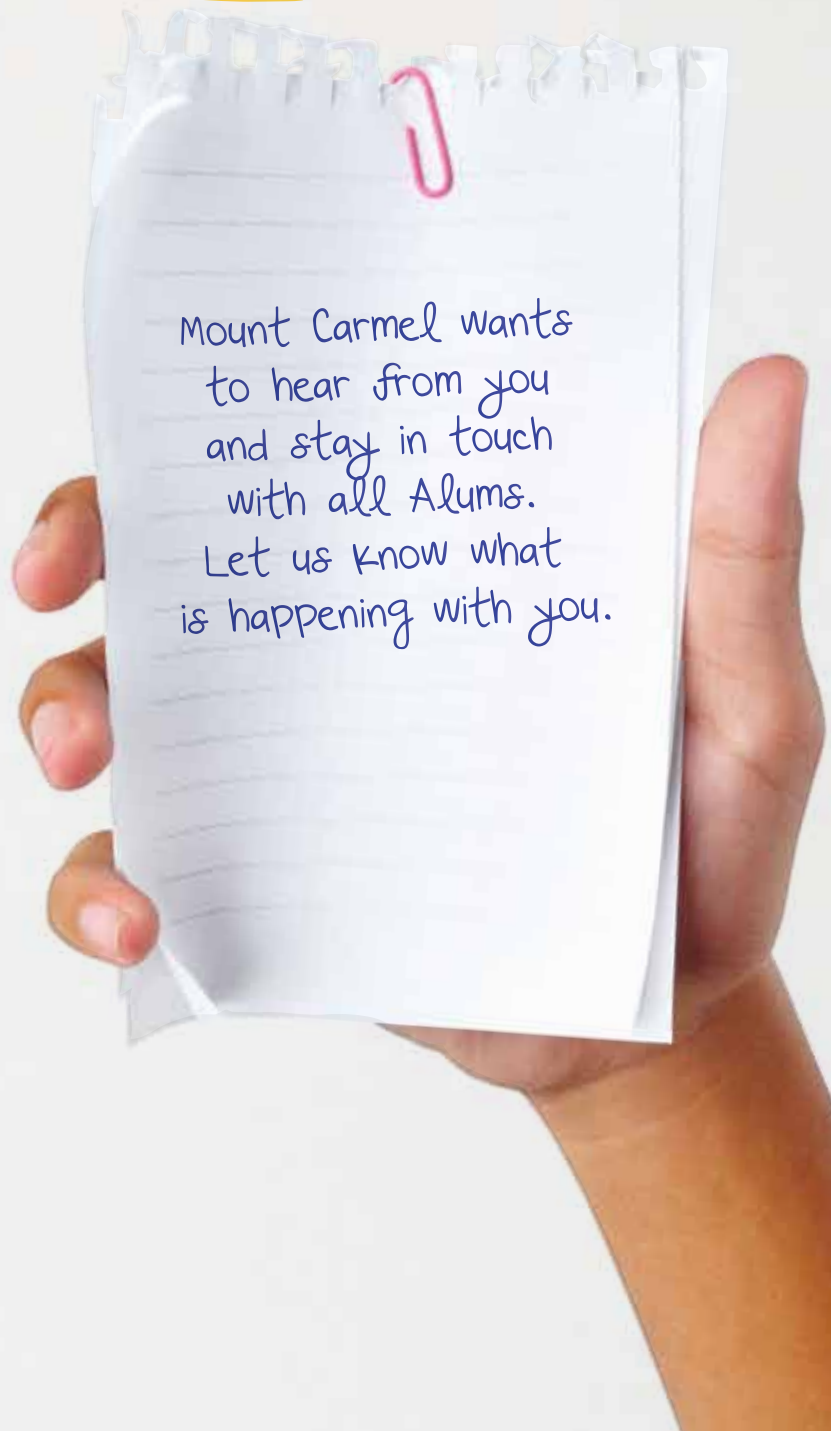 Mount Carmel wants
to hear from you
and stay in touch
with all Alums.
Let us know what
is happening with you.